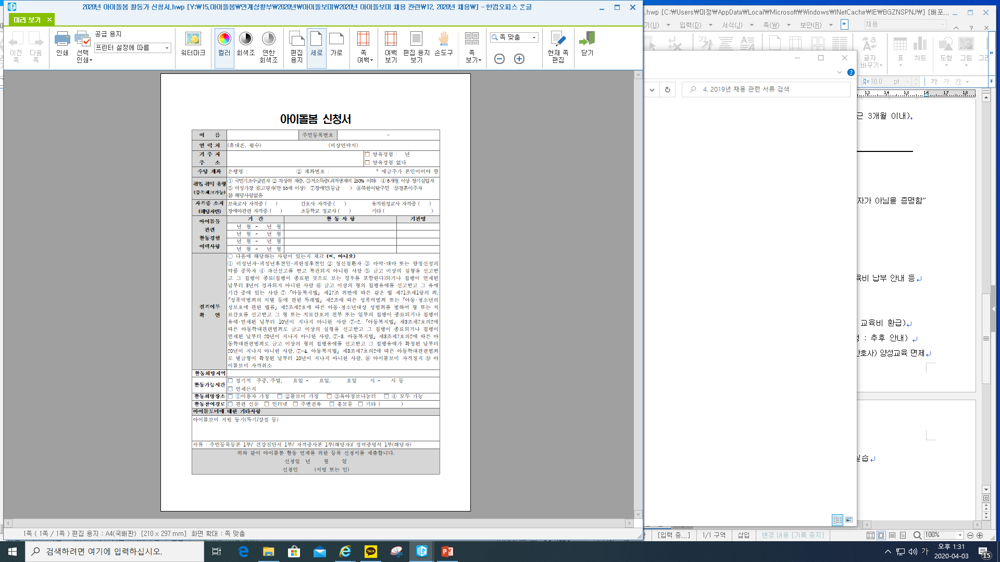 2020년 아이돌봄 활동가 신청서.hwp [Y:₩15.아이돌봄₩연계상황부₩2020년₩아이돌보미₩2020년 아이돌보미 채용 관련₩12. 2020년 채용₩] - 한컴오피스 한글
미리 보기
이전 쪽
다음 쪽
인쇄
선택 인쇄
공급 용지
프린터 설정에 따름
워터마크
컬러
회색조
연한 회색조
편집 용지
세로
가로
쪽 여백
여백 보기
편집 용지 보기
손도구
쪽 보기
쪽 맞춤
현재 쪽 편집
닫기
아이돌봄 신청서
이 름
주민등록번호
-
연 락 처
(휴대폰, 필수)
(비상연락처)
거 주 지
주 소
□ 양육경험 : 년
□ 양육경험 없다
수당 계좌
은행명 :
② 계좌번호 :
* 예금주가 본인이어야 함
취업 취약 유형
(중복체크가능)
① 국민기초수급권자 ② 차상위 계층, ③저소득층(최저생계비 150% 이하) ④ 6개월 이상 장기실업자
⑤ 여성가장 ⑥고령자(만 55세 이상) ⑦장애인(등급 : ) ⑧북한이탈주민 ⑨결혼이주자
⑩ 해당사항없음
자격증 소지
(해당자만)
보육교사 자격증 ( ) 간호사 자격증 ( ) 유치원정교사 자격증 ( )
장애아관련 자격증 ( ) 초등학교 정교사 ( ) 기타 ( )
아이돌봄
관련
활동경험
이력사항
기 간
활 동 사 항
기관명
년 월 ~ 년 월
년 월 ~ 년 월
년 월 ~ 년 월
년 월 ~ 년 월
결격여부
확 인
○ 다음에 해당하는 사항이 있는지 체크 (예, 아니오)
① 미성년자·피성년후견인·피한정후견인 ② 정신질환자 ③ 마약·대마 또는 향정신성의
약품 중독자 ④ 파산선고를 받고 복권되지 아니한 사람 ⑤ 금고 이상의 실형을 선고받
고 그 집행이 종료(집행이 종료된 것으로 보는 경우를 포함한다)되거나 집행이 면제된
날부터 3년이 경과되지 아니한 사람 ⑥ 금고 이상의 형의 집행유예를 선고받고 그 유예
기간 중에 있는 사람 ⑦ 「아동복지법」 제17조 위반에 따른 같은 법 제71조제1항의 죄,
「성폭력범죄의 처벌 등에 관한 특례법」 제2조에 따른 성폭력범죄 또는 「아동·청소년의
성보호에 관한 법률」 제2조제2호에 따른 아동·청소년대상 성범죄를 범하여 형 또는 치
료감호를 선고받고 그 형 또는 치료감호의 전부 또는 일부의 집행이 종료되거나 집행이
유예·면제된 날부터 10년이 지나지 아니한 사람 ⑦-2. 「아동복지법」 제3조제7호의2에
따른 아동학대관련범죄로 금고 이상의 실형을 선고받고 그 집행이 종료되거나 집행이
면제된 날부터 20년이 지나지 아니한 사람, ⑦-3. 아동복지법」 제3조제7호의2에 따른 아
동학대관련범죄로 금고 이상의 형의 집행유예를 선고받고 그 집행유예가 확정된 날부터
20년이 지나지 아니한 사람, ⑦-4. 아동복지법」 제3조제7호의2에 따른 아동학대관련범죄
로 벌금형이 확정된 날부터 10년이 지나지 아니한 사람, ⑧ 아이돌보미 자격정지 ⑨ 아
이돌보미 자격취소
활동희망지역
활동가능시간
□ 정기적 주중, 주말, 요일 ~ 요일, 요일 시 ~ 시 등
□ 언제든지
활동희망장소
□ ①이용자 가정 □ ②돌보미 가정 □ ③육아정보나눔터 □ ④ 모두 가능
활동참여경로
□ 관련 신문 □ 인터넷 □ 주변권유 □ 홍보물 □ 기타 ( )
아이돌보미에 대한 기타사항
아이돌보미 지원 동기(특기/강점 등)
서류 : 주민등록등본 1부/ 건강진단서 1부/ 자격증사본 1부(해당자)/ 경력증명서 1부(해당자)
위와 같이 아이돌봄 활동 연계를 위한 등록 신청서를 제출합니다.
신청일 년 월 일
신청인 (서명 또는 인)
1쪽 ( 1쪽 / 1쪽 ) 편집 용지 : A4(국배판) [210 x 297 mm] 화면 확대 : 쪽 맞춤
.hwp [C:₩Users₩미정₩AppData₩Local₩Microsoft₩Windows₩INetCache₩IE₩BGZNSPNJ₩] [배포...
기(U) 입력(D) 서식(J) 쪽(W) 보안(R)
채용
글자 바꾸기
표
차트
도형
그림
10.0 pt
가 가 가
4. 2019년 채용 관련 서류 검색
13 14 15 16 17 18
근 3개월 이내).
자가 아님을 증명함”
육비 납부 안내 등
교육비 환급)
정 : 추후 안내)
간호사) 양성교육 면제
실습
[입력 중...] 1/1 구역 삽입 변경 내용 [기록 중지]
100%
검색하려면 여기에 입력하십시오.
TALK
가
오후 1:31
2020-04-03
15